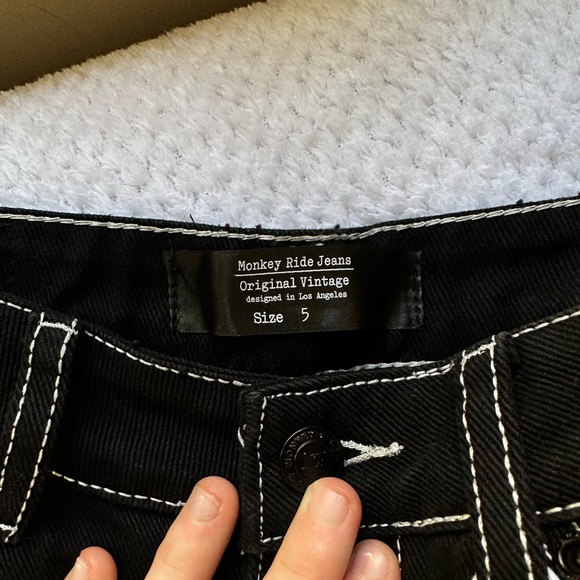 Monkey Ride Jeans
Original Vintage
designed in Los Angeles
Size 5